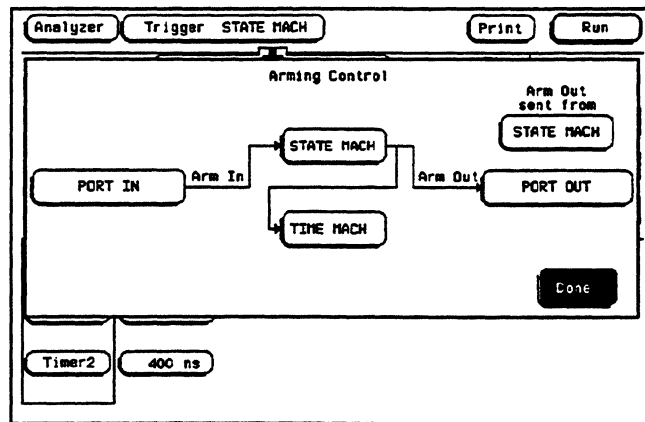 Analyzer Trigger STATE MACH Print Run
Arming Control
Arm Out
sent from
STATE MACH
STATE MACH
Arm In
Arm Out
PORT IN
PORT OUT
TIME MACH
Done
Timer2 400 ns